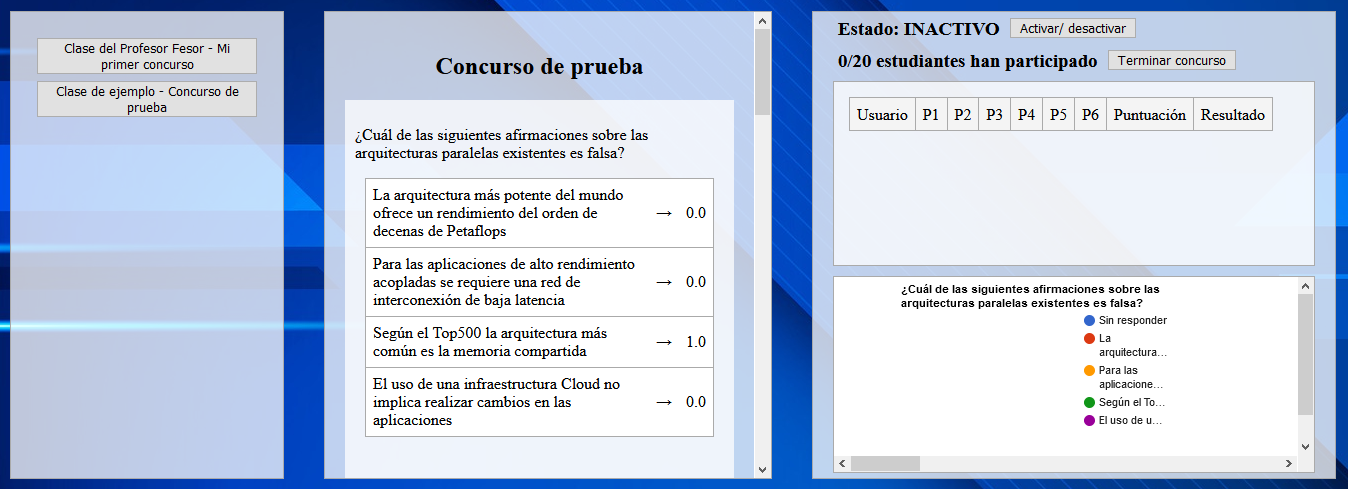 Clase del Profesor Fesor - Mi
primer concurso
Clase de ejemplo - Concurso de
prueba
Concurso de prueba
¿Cuál de las siguientes afirmaciones sobre las
arquitecturas paralelas existentes es falsa?
La arquitectura más potente del mundo
ofrece un rendimiento del orden de
decenas de Petaflops → 0.0
Para las aplicaciones de alto rendimiento
acopladas se requiere una red de
interconexión de baja latencia → 0.0
Según el Top500 la arquitectura más
común es la memoria compartida → 1.0
El uso de una infraestructura Cloud no
implica realizar cambios en las
aplicaciones → 0.0
Estado: INACTIVO Activar/ desactivar
0/20 estudiantes han participado Terminar concurso
Usuario P1 P2 P3 P4 P5 P6 Puntuación Resultado
¿Cuál de las siguientes afirmaciones sobre las
arquitecturas paralelas existentes es falsa?
Sin responder
La
arquitectura…
Para las
aplicacione…
Según el To…
El uso de u…